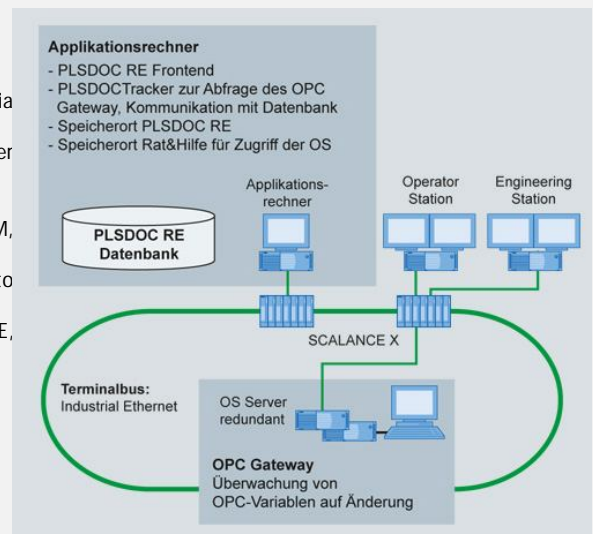 Applikationsrechner
- PLSDOC RE Frontend
- PLSDOCTracker zur Abfrage des OPC
Gateway, Kommunikation mit Datenbank
- Speicherort PLSDOC RE
- Speicherort Rat&Hilfe für Zugriff der OS
Applikations-
rechner
Operator
Station
Engineering
Station
PLSDOC RE
Datenbank
SCALANCE X
Terminalbus:
Industrial Ethernet
OS Server
redundant
OPC Gateway
Überwachung von
OPC-Variablen auf Änderung